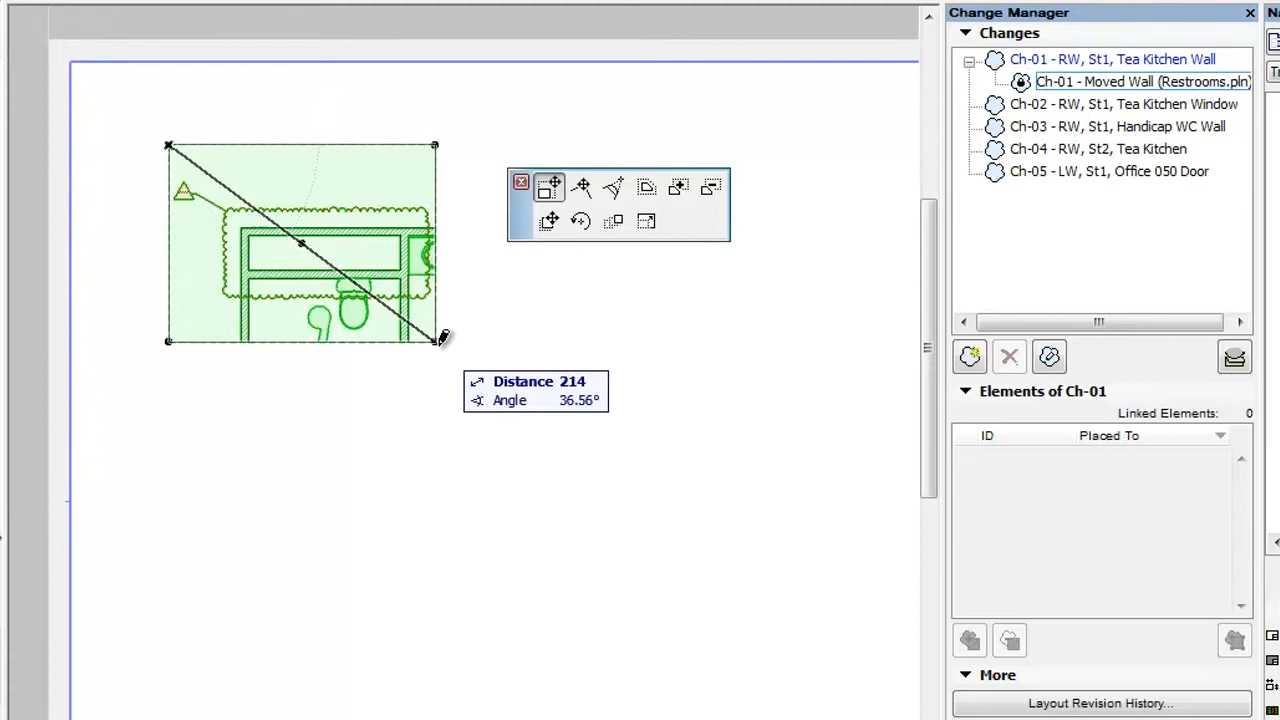 Change Manager
Changes
Ch-01 - RW, St1, Tea Kitchen Wall
Ch-01 - Moved Wall (Restrooms.pln)
Ch-02 - RW, St1, Tea Kitchen Window
Ch-03 - RW, St1, Handicap WC Wall
Ch-04 - RW, St2, Tea Kitchen
Ch-05 - LW, St1, Office 050 Door
Distance 214
Angle 36.56°
Elements of Ch-01
Linked Elements: 0
ID Placed To
More
Layout Revision History...